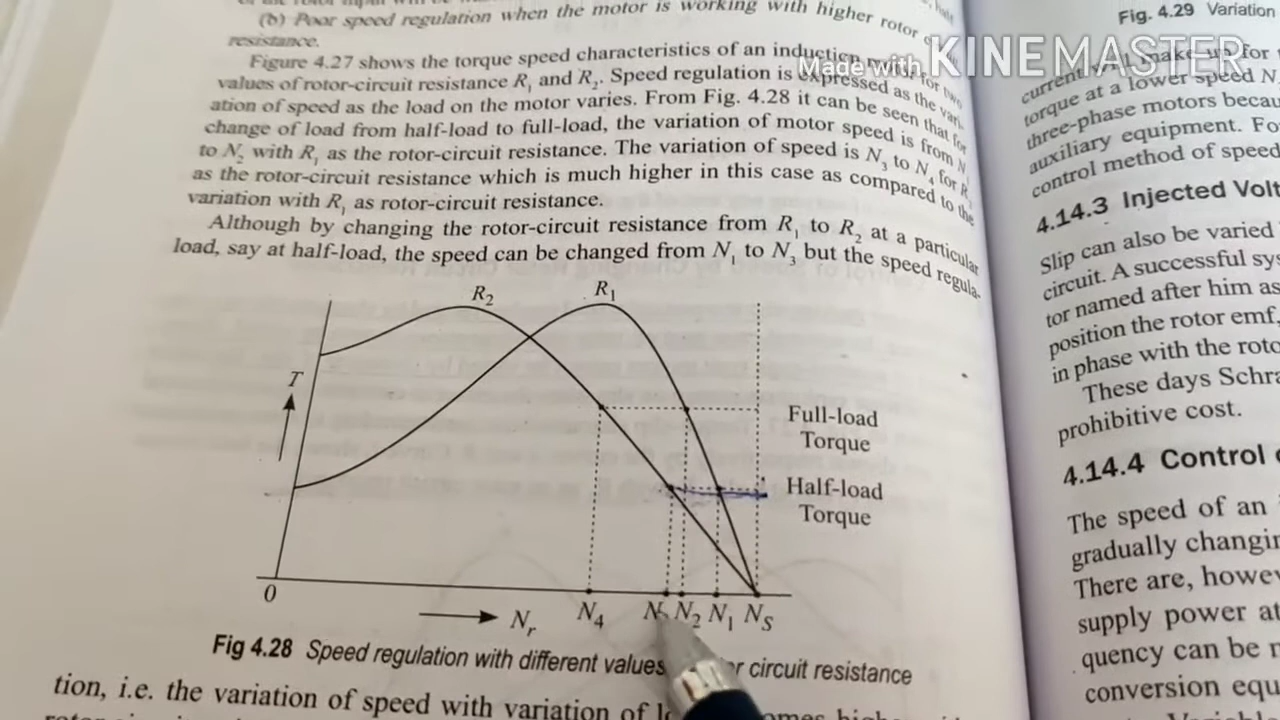 (b) Poor speed regulation when the motor is working with higher rotor
resistance.
Figure 4.27 shows the torque speed characteristics of an induction for two
values of rotor-circuit resistance R₁ and R₂. Speed regulation is expressed as the vari-
ation of speed as the load on the motor varies. From Fig. 4.28 it can be seen that for
change of load from half-load to full-load, the variation of motor speed is from N₁
to N₂ with R₁ as the rotor-circuit resistance. The variation of speed is N₃ to N₄ for R₂
as the rotor-circuit resistance which is much higher in this case as compared to the
variation with R₁ as rotor-circuit resistance.
Although by changing the rotor-circuit resistance from R₁ to R₂ at a particular
load, say at half-load, the speed can be changed from N₁ to N₃ but the speed regula-
R₂
R₁
T
Full-load
Torque
Half-load
Torque
0
Nᵣ
N₄
N₂
N₁
N_S
Fig 4.28 Speed regulation with different values circuit resistance
tion, i.e. the variation of speed with variation of
Made with KINEMASTER
Fig. 4.29 Variation
current will make up for
torque at a lower speed N
three-phase motors becau
auxiliary equipment. Fo
control method of speed
4.14.3 Injected Volt
Slip can also be varied
circuit. A successful sys
tor named after him as
position the rotor emf,
in phase with the roto
These days Schra
prohibitive cost.
4.14.4 Control
The speed of an
gradually changin
There are, howev
supply power at
quency can be
conversion equ